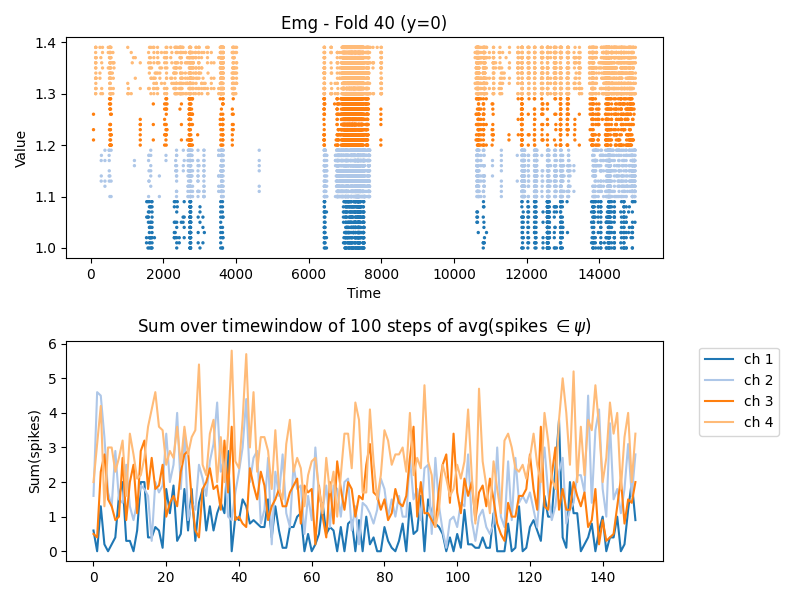 Emg - Fold 40 (y=0)
1.4
1.3
1.2
1.1
1.0
Value
0 2000 4000 6000 8000 10000 12000 14000
Time
Sum over timewindow of 100 steps of avg(spikes ∈ ψ)
6
5
4
3
2
1
0
Sum(spikes)
0 20 40 60 80 100 120 140
ch 1
ch 2
ch 3
ch 4